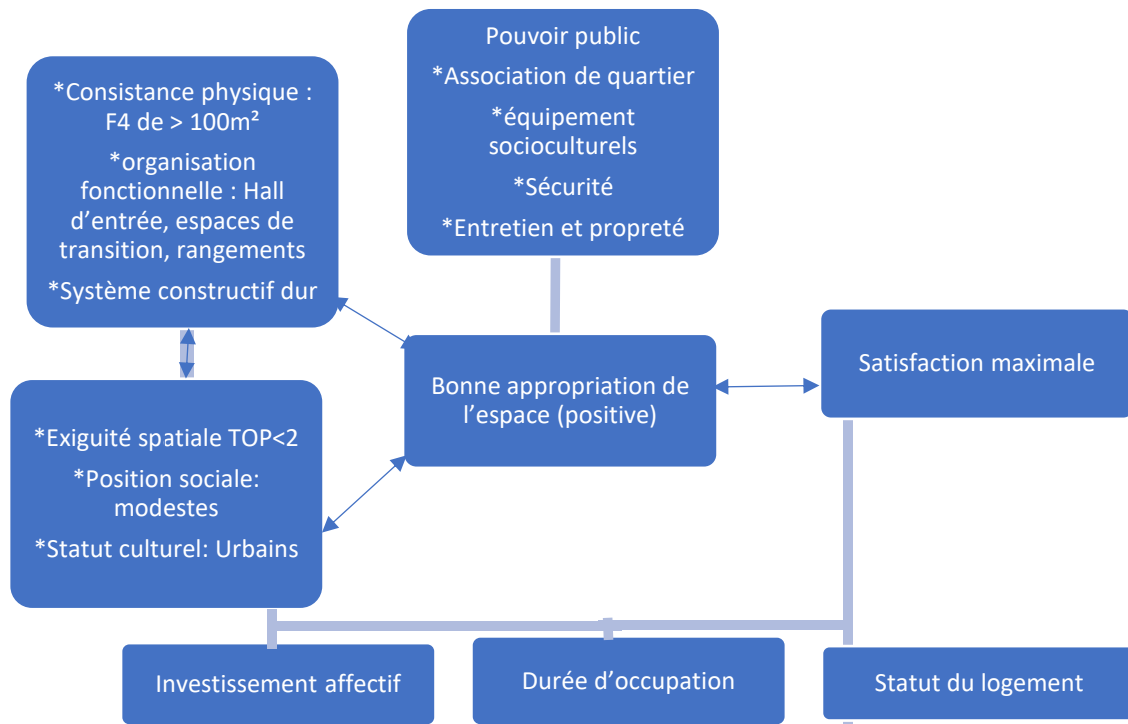 Pouvoir public
*Association de quartier
*équipement
socioculturels
*Sécurité
*Entretien et propreté
*Consistance physique :
F4 de > 100m²
*organisation
fonctionnelle : Hall
d’entrée, espaces de
transition, rangements
*Système constructif dur
Bonne appropriation de
l’espace (positive)
Satisfaction maximale
*Exiguité spatiale TOP<2
*Position sociale:
modestes
*Statut culturel: Urbains
Investissement affectif
Durée d’occupation
Statut du logement